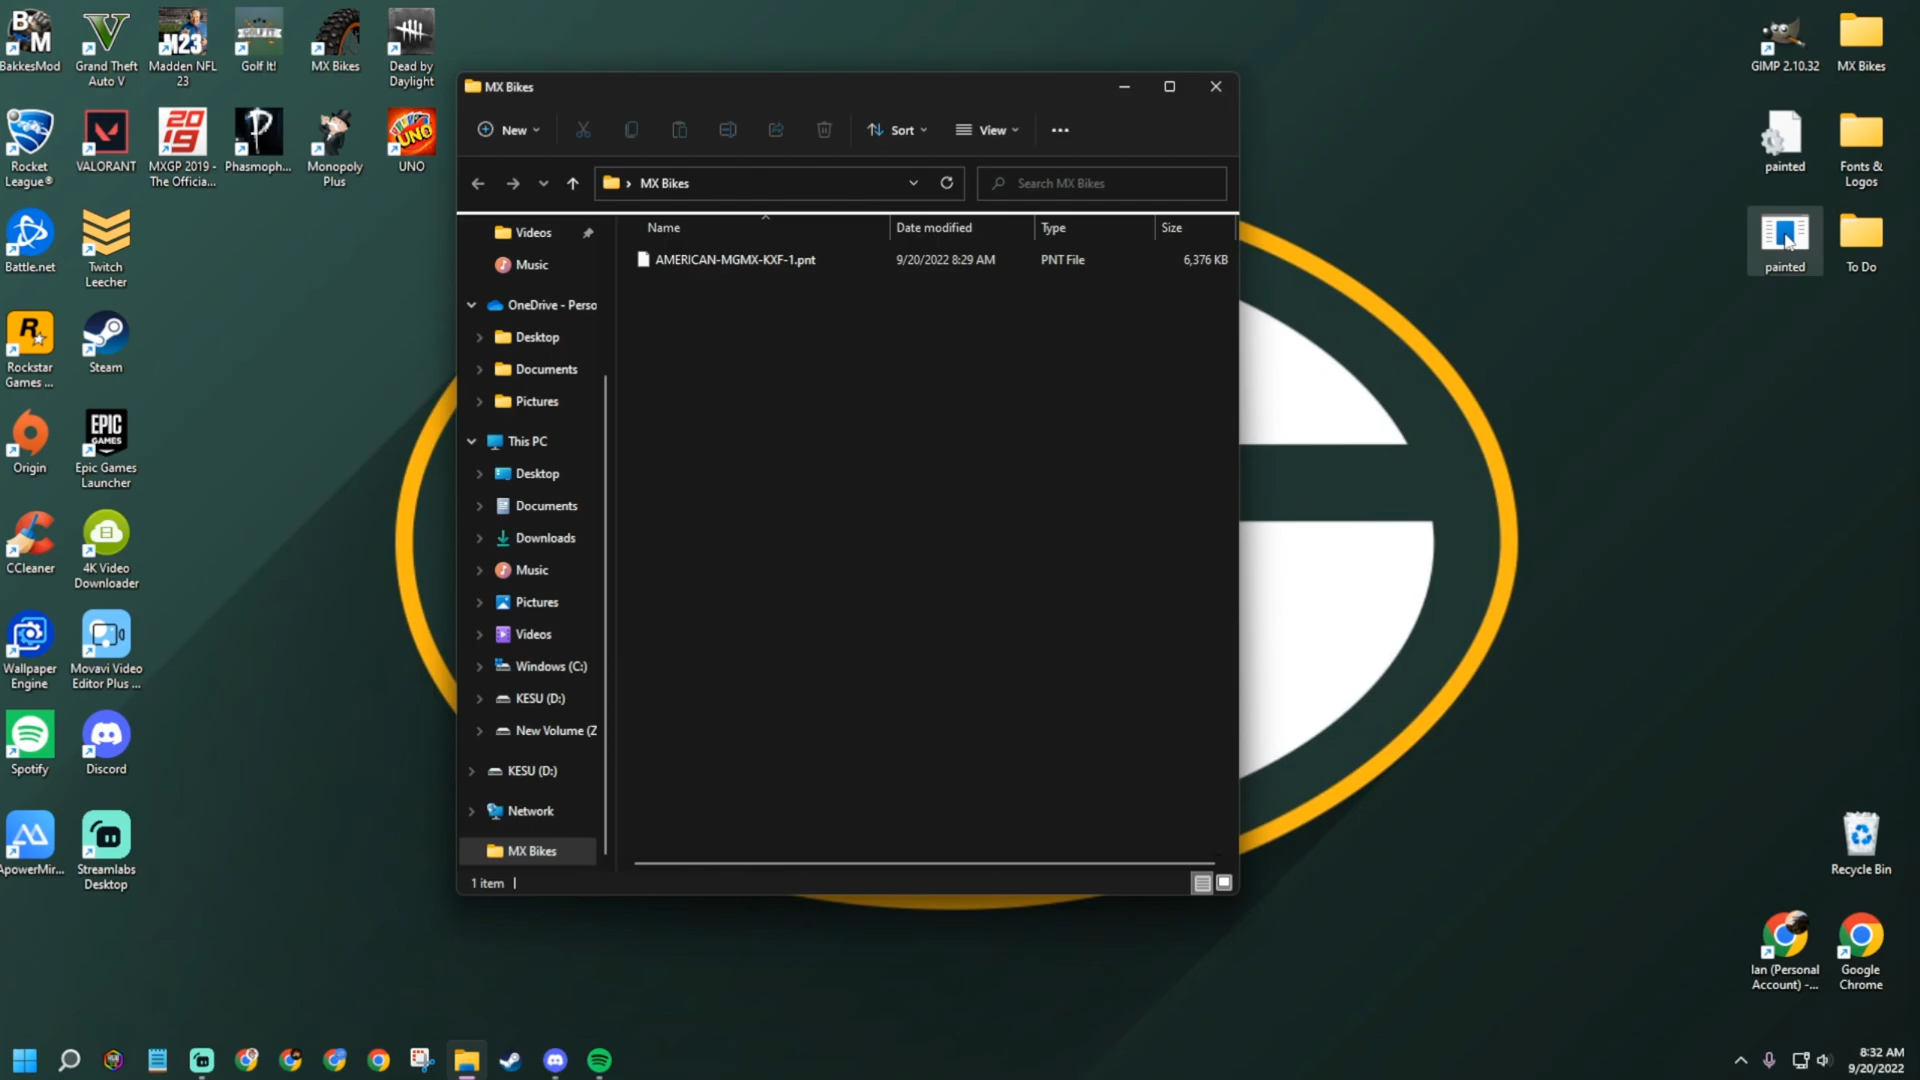 BakkesMod
Grand Theft
Auto V
M23
Madden NFL
23
Golf It!
MX Bikes
Dead by
Daylight
Rocket
League®
VALORANT
2019
MXGP 2019 -
The Officia...
Phasmoph...
Monopoly
Plus
UNO
UNO
Battle.net
Twitch
Leecher
Rockstar
Games ...
Steam
Origin
EPIC
GAMES
Epic Games
Launcher
CCleaner
4K Video
Downloader
Wallpaper
Engine
Movavi Video
Editor Plus ...
Spotify
Discord
ApowerMir...
Streamlabs
Desktop
MX Bikes
New
Sort
View
MX Bikes
Search MX Bikes
Name
Date modified
Type
Size
AMERICAN-MGMX-KXF-1.pnt
9/20/2022 8:29 AM
PNT File
6,376 KB
Videos
Music
OneDrive - Perso
Desktop
Documents
Pictures
This PC
Desktop
Documents
Downloads
Music
Pictures
Videos
Windows (C:)
KESU (D:)
New Volume (Z
KESU (D:)
Network
MX Bikes
1 item
GIMP 2.10.32
MX Bikes
painted
Fonts &
Logos
painted
To Do
Recycle Bin
Ian (Personal
Account) -...
Google
Chrome
8:32 AM
9/20/2022